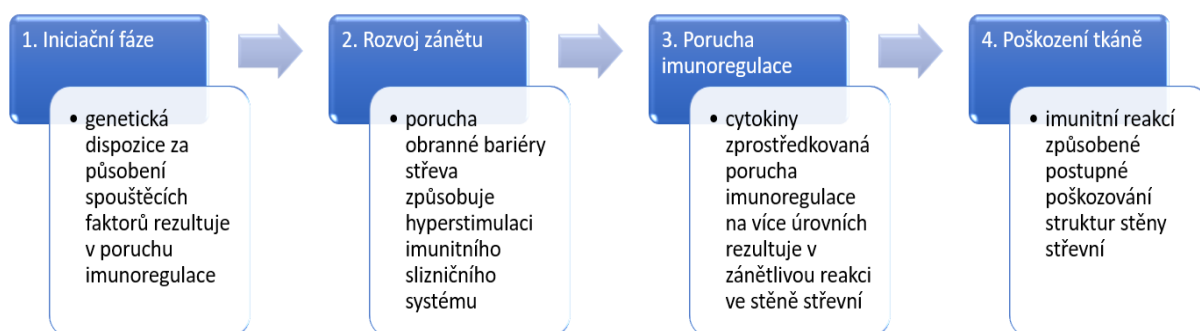 1. Iniciační fáze
• genetická
dispozice za
působení
spouštěcích
faktorů rezultuje
v poruchu
imunoregulace
2. Rozvoj zánětu
• porucha
obranné bariéry
střeva
způsobuje
hyperstimulaci
imunitního
slizničního
systému
3. Porucha
imunoregulace
• cytokiny
zprostředkovaná
porucha
imunoregulace
na více úrovních
rezultuje v
zánětlivou reakci
ve stěně střevní
4. Poškození tkáně
• imunitní reakcí
způsobené
postupné
poškozování
struktur stěny
střevní